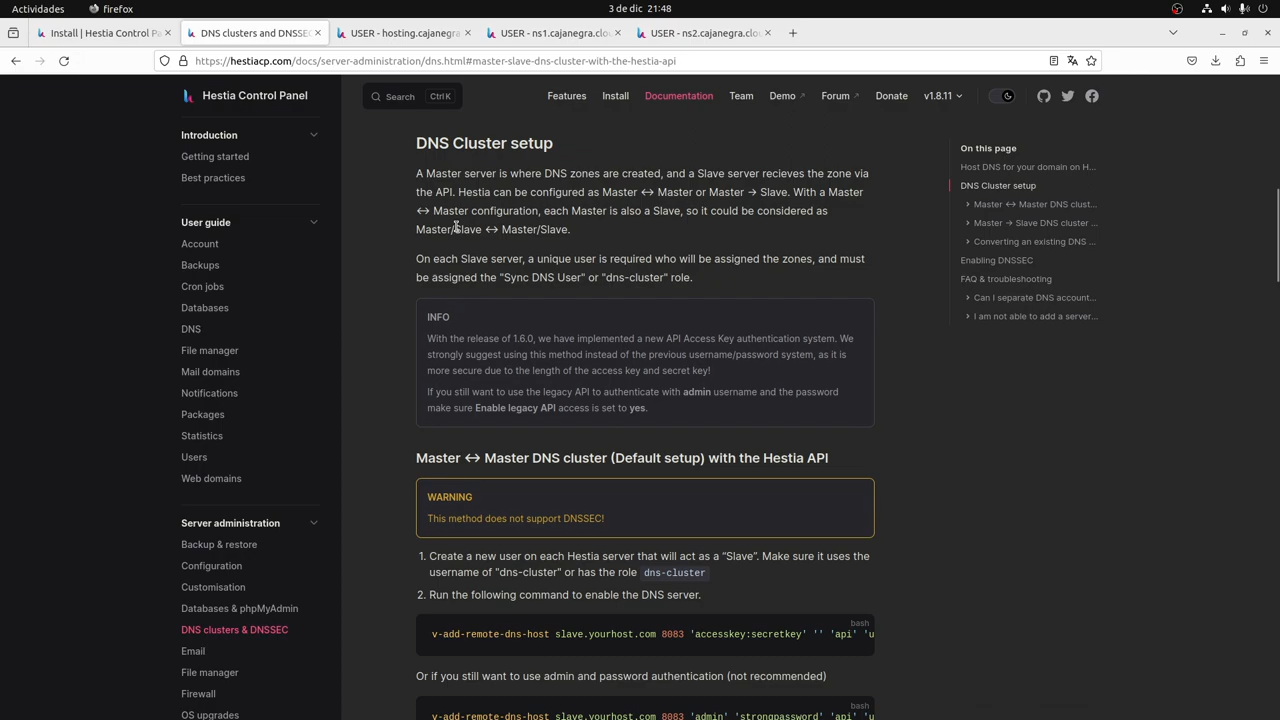 Actividades
firefox
3 de dic 21:48
Install | Hestia Control P
DNS clusters and DNSSEC
USER - hosting.cajanegra.
USER - ns1.cajanegra.clo
USER - ns2.cajanegra.clo
https://hestiacp.com/docs/server-administration/dns.html#master-slave-dns-cluster-with-the-hestia-api
Hestia Control Panel
Search Ctrl K
Features Install Documentation Team Demo Forum Donate v1.8.11
Introduction
Getting started
Best practices
User guide
Account
Backups
Cron jobs
Databases
DNS
File manager
Mail domains
Notifications
Packages
Statistics
Users
Web domains
Server administration
Backup & restore
Configuration
Customisation
Databases & phpMyAdmin
DNS clusters & DNSSEC
Email
File manager
Firewall
OS upgrades
DNS Cluster setup
A Master server is where DNS zones are created, and a Slave server recieves the zone via
the API. Hestia can be configured as Master ↔ Master or Master → Slave. With a Master
↔ Master configuration, each Master is also a Slave, so it could be considered as
Master/Slave ↔ Master/Slave.
On each Slave server, a unique user is required who will be assigned the zones, and must
be assigned the "Sync DNS User" or "dns-cluster" role.
INFO
With the release of 1.6.0, we have implemented a new API Access Key authentication system. We
strongly suggest using this method instead of the previous username/password system, as it is
more secure due to the length of the access key and secret key!
If you still want to use the legacy API to authenticate with admin username and the password
make sure Enable legacy API access is set to yes.
Master ↔ Master DNS cluster (Default setup) with the Hestia API
WARNING
This method does not support DNSSEC!
1. Create a new user on each Hestia server that will act as a “Slave”. Make sure it uses the
username of "dns-cluster" or has the role dns-cluster
2. Run the following command to enable the DNS server.
bash
v-add-remote-dns-host slave.yourhost.com 8083 'accesskey:secretkey' '' 'api' 'u
Or if you still want to use admin and password authentication (not recommended)
bash
v-add-remote-dns-host slave.yourhost.com 8083 'admin' 'strongpassword' 'api' 'u
On this page
Host DNS for your domain on H...
DNS Cluster setup
Master ↔ Master DNS clust...
Master → Slave DNS cluster ...
Converting an existing DNS ...
Enabling DNSSEC
FAQ & troubleshooting
Can I separate DNS account...
I am not able to add a server...